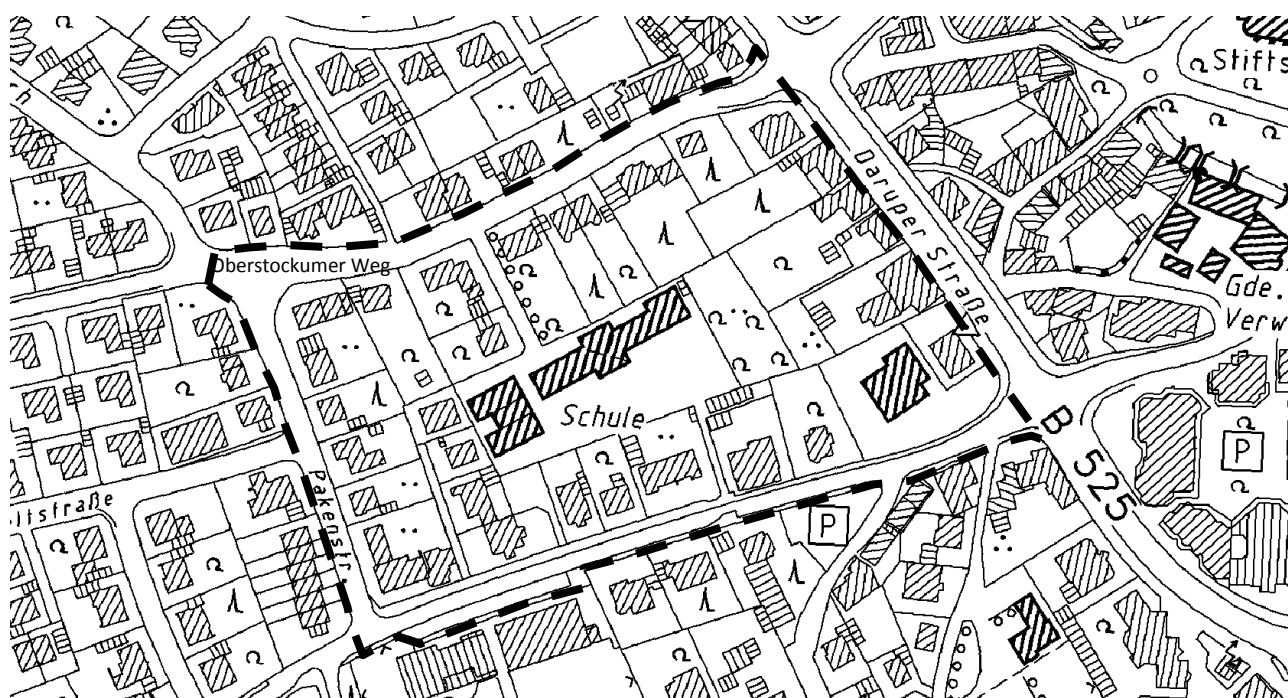 Stifts
Daruper Straße
Oberstockumer Weg
Gde.
Verw
Schule
B 525
P
Pakenstr.
ltstraße
P